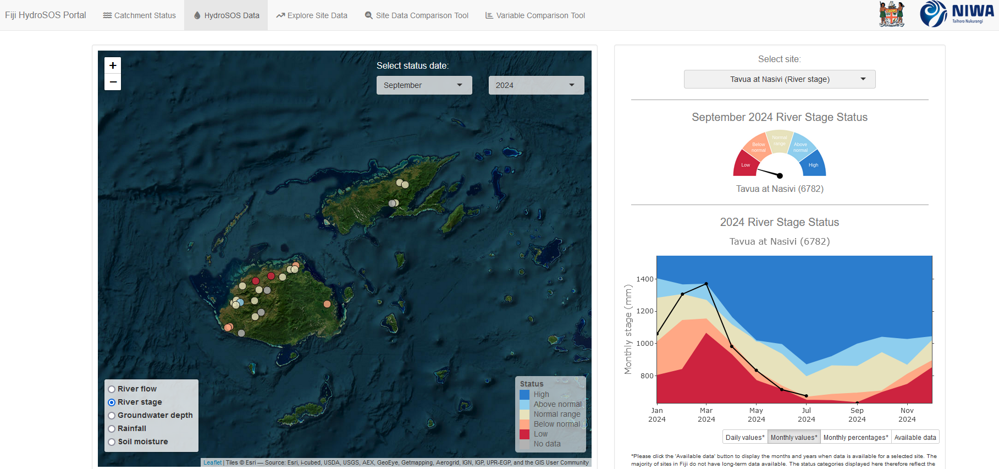 Fiji HydroSOS Portal
Catchment Status
HydroSOS Data
Explore Site Data
Site Data Comparison Tool
Variable Comparison Tool
NIWA
Taihoro Nukurangi
+
−
Select status date:
September
2024
River flow
River stage
Groundwater depth
Rainfall
Soil moisture
Status
High
Above normal
Normal range
Below normal
Low
No data
Leaflet | Tiles © Esri — Source: Esri, i-cubed, USDA, USGS, AEX, GeoEye, Getmapping, Aerogrid, IGN, IGP, UPR-EGP, and the GIS User Community
Select site:
Tavua at Nasivi (River stage)
September 2024 River Stage Status
Low
Below normal
Normal range
Above normal
High
Tavua at Nasivi (6782)
2024 River Stage Status
Tavua at Nasivi (6782)
Monthly stage (mm)
1400
1200
1000
800
Jan 2024
Mar 2024
May 2024
Jul 2024
Sep 2024
Nov 2024
Daily values*
Monthly values*
Monthly percentages*
Available data
*Please click the 'Available data' button to display the months and years when data is available for a selected site. The
majority of sites in Fiji do not have long-term data available. The status categories displayed here therefore reflect the